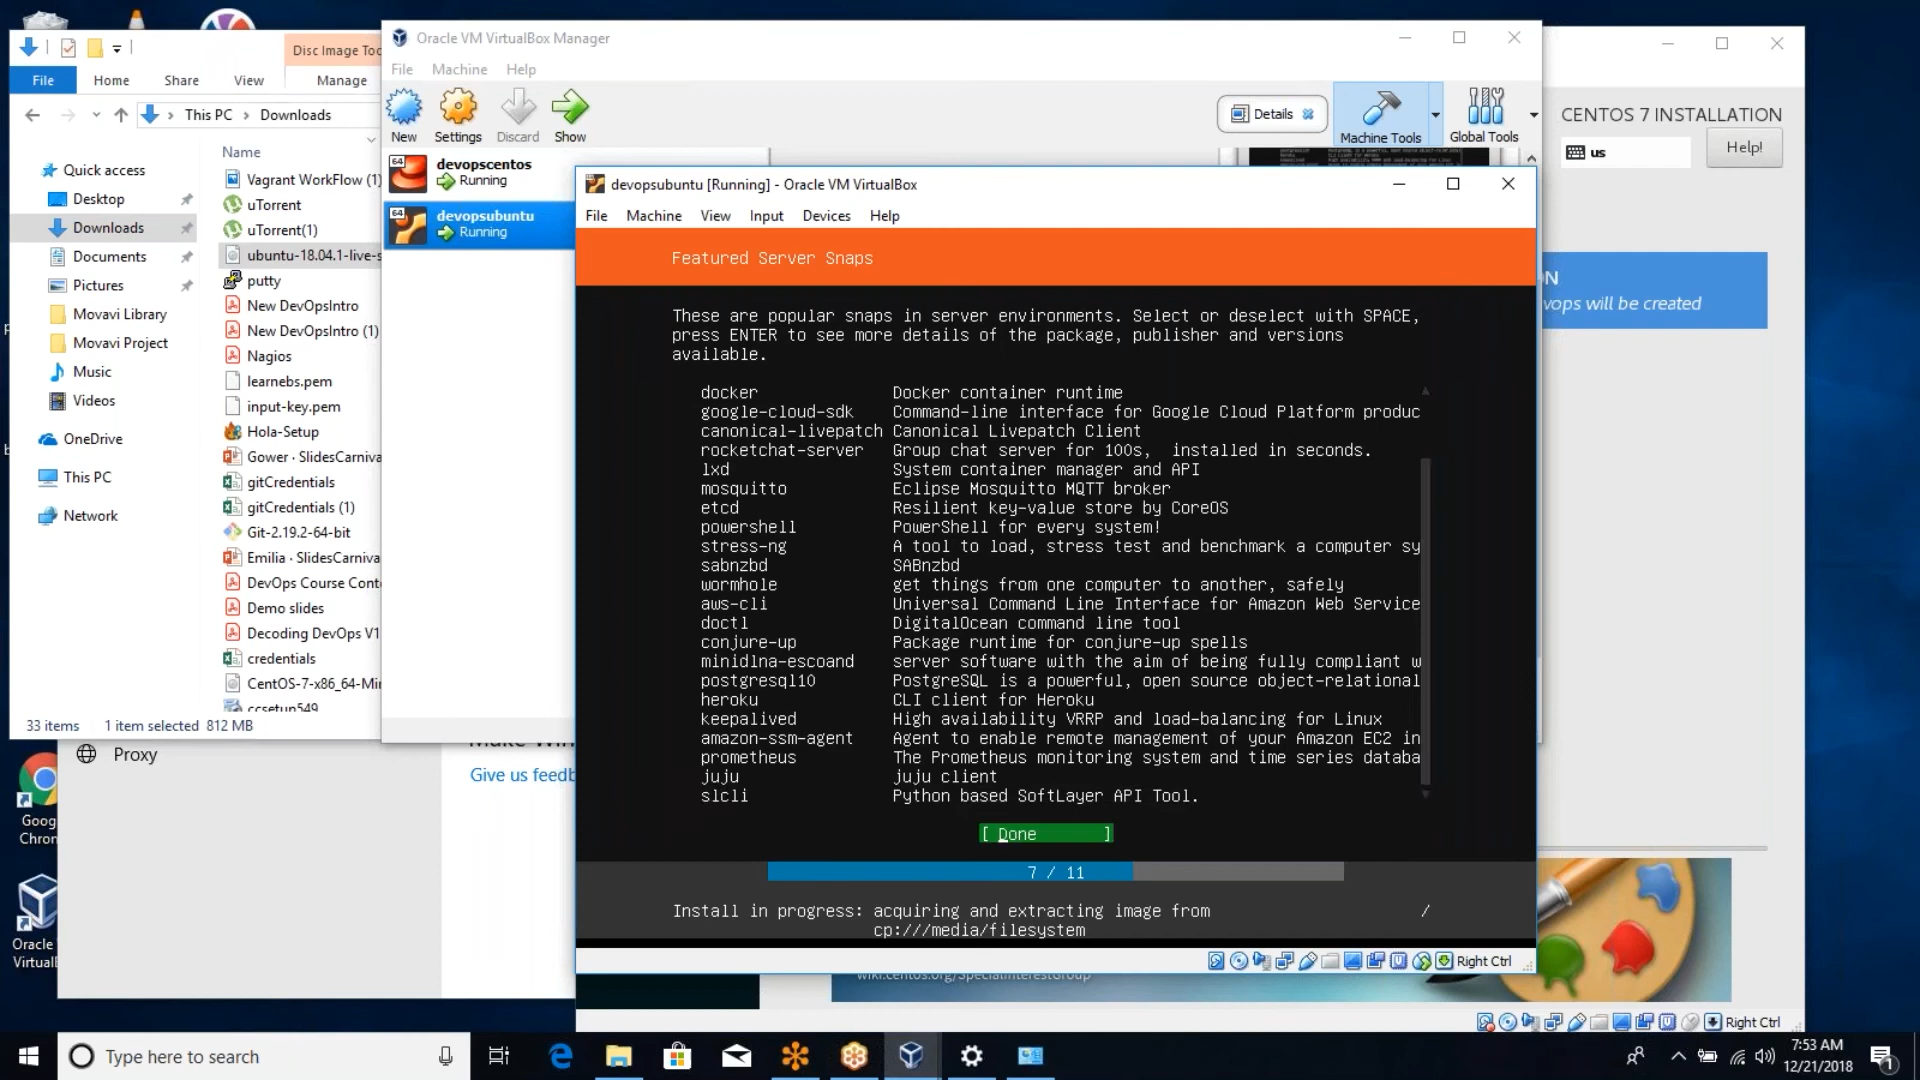 Disc Image Too
File
Home
Share
View
Manage
This PC
Downloads
Quick access
Desktop
Downloads
Documents
Pictures
Movavi Library
Movavi Project
Music
Videos
OneDrive
This PC
Network
Name
Vagrant WorkFlow (1)
uTorrent
uTorrent(1)
ubuntu-18.04.1-live-s
putty
New DevOpsIntro
New DevOpsIntro (1)
Nagios
learnebs.pem
input-key.pem
Hola-Setup
Gower · SlidesCarniva
gitCredentials
gitCredentials (1)
Git-2.19.2-64-bit
Emilia · SlidesCarniva
DevOps Course Conte
Demo slides
Decoding DevOps V1
credentials
CentOS-7-x86_64-Min
ccsetup549
33 items
1 item selected 812 MB
Proxy
Give us feedb
Oracle VM VirtualBox Manager
File
Machine
Help
New
Settings
Discard
Show
Details
Machine Tools
Global Tools
64
devopscentos
Running
64
devopsubuntu
Running
devopsubuntu [Running] - Oracle VM VirtualBox
File
Machine
View
Input
Devices
Help
Featured Server Snaps
These are popular snaps in server environments. Select or deselect with SPACE,
press ENTER to see more details of the package, publisher and versions
available.
docker Docker container runtime
google-cloud-sdk Command-line interface for Google Cloud Platform produc
canonical-livepatch Canonical Livepatch Client
rocketchat-server Group chat server for 100s, installed in seconds.
lxd System container manager and API
mosquitto Eclipse Mosquitto MQTT broker
etcd Resilient key-value store by CoreOS
powershell PowerShell for every system!
stress-ng A tool to load, stress test and benchmark a computer sy
sabnzbd SABnzbd
wormhole get things from one computer to another, safely
aws-cli Universal Command Line Interface for Amazon Web Service
doctl DigitalOcean command line tool
conjure-up Package runtime for conjure-up spells
minidlna-escoand server software with the aim of being fully compliant w
postgresql10 PostgreSQL is a powerful, open source object-relational
heroku CLI client for Heroku
keepalived High availability VRRP and load-balancing for Linux
amazon-ssm-agent Agent to enable remote management of your Amazon EC2 in
prometheus The Prometheus monitoring system and time series databa
juju juju client
slcli Python based SoftLayer API Tool.
[ Done ]
7 / 11
Install in progress: acquiring and extracting image from /
cp:///media/filesystem
Right Ctrl
CENTOS 7 INSTALLATION
us
Help!
N
vops will be created
wiki.centos.org/SpecialInterestGroup
Right Ctrl
Goog
Chron
Oracle
VirtualB
Type here to search
7:53 AM
12/21/2018
1